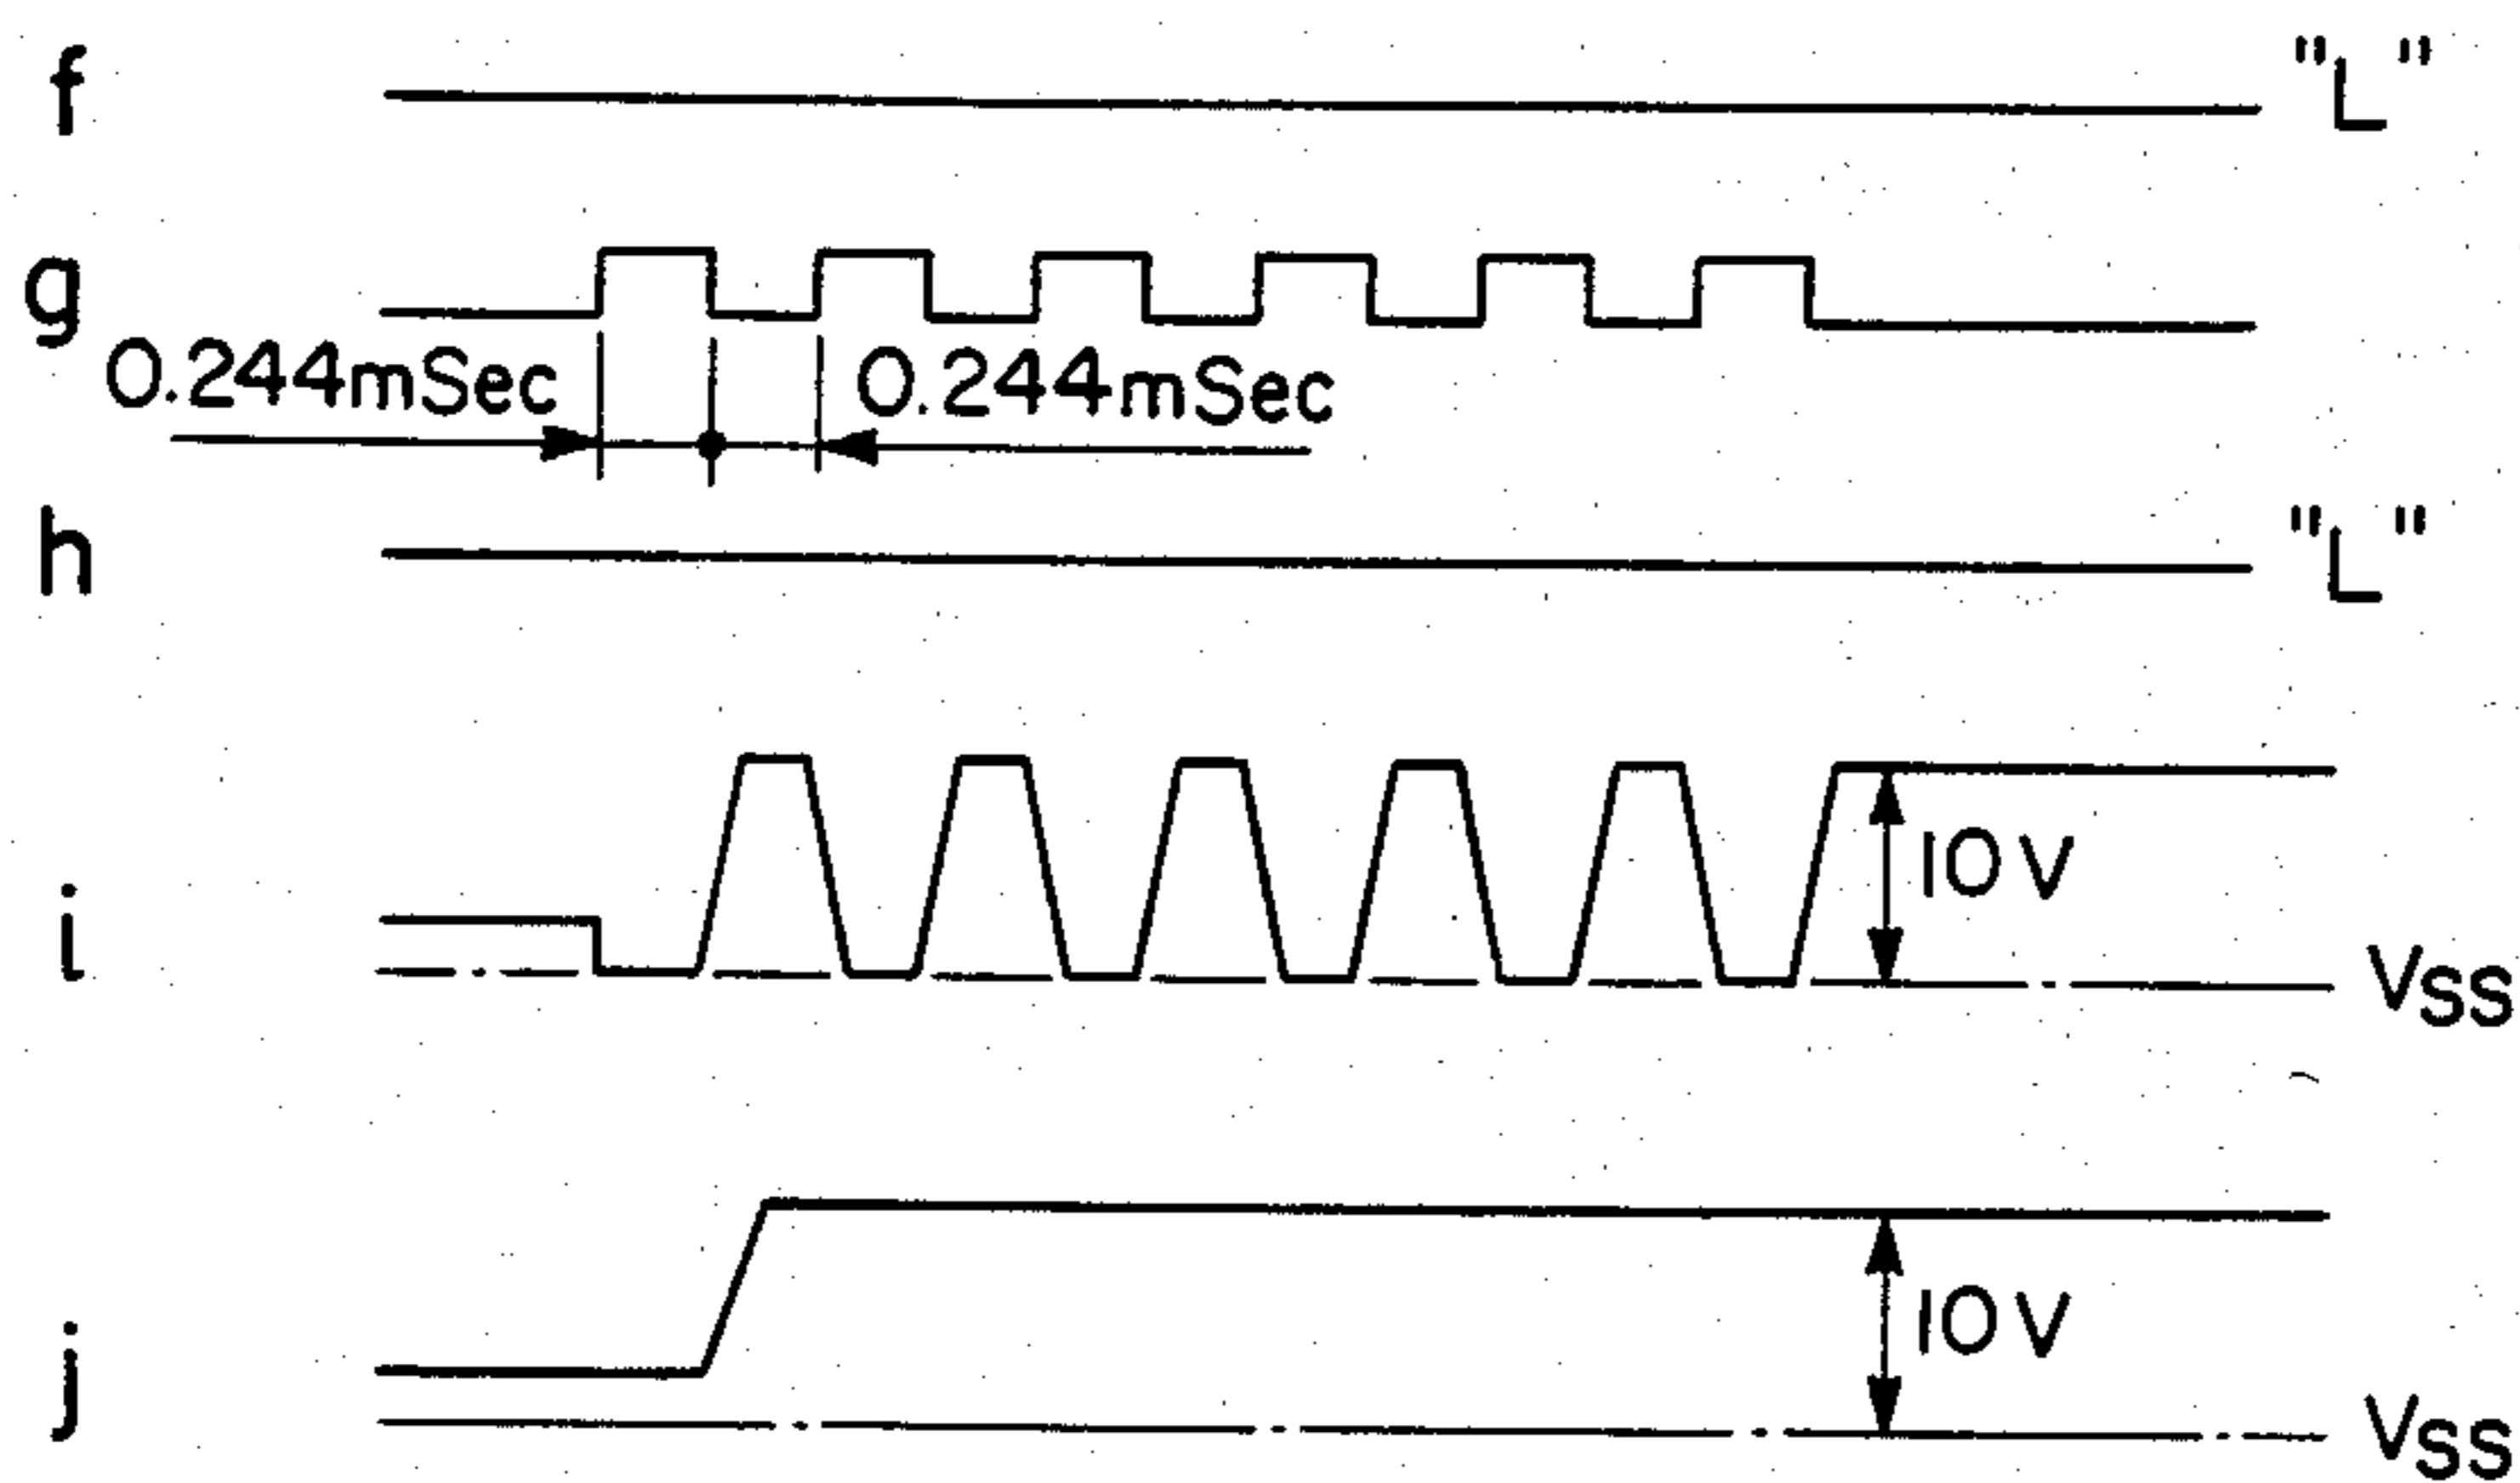 f "L"
g
0.244mSec 0.244mSec
h "L"
10V
i VSS
10V
j VSS